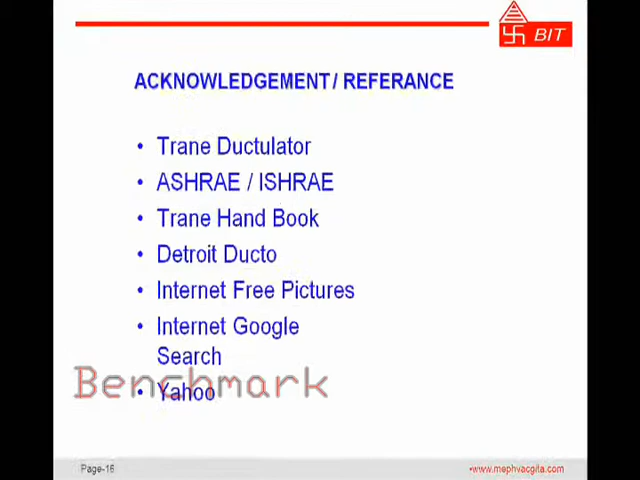 BIT
ACKNOWLEDGEMENT / REFERANCE
• Trane Ductulator
• ASHRAE / ISHRAE
• Trane Hand Book
• Detroit Ducto
• Internet Free Pictures
• Internet Google
Search
Benchmark
• Yahoo
Page-16
•www.mephvacgita.com